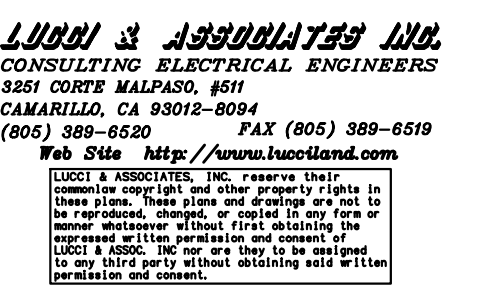 LUCCI & ASSOCIATES INC.
CONSULTING ELECTRICAL ENGINEERS
3251 CORTE MALPASO, #511
CAMARILLO, CA 93012-8094
(805) 389-6520 FAX (805) 389-6519
Web Site http://www.lucciland.com
LUCCI & ASSOCIATES, INC. reserve their
commonlaw copyright and other property rights in
these plans. These plans and drawings are not to
be reproduced, changed, or copied in any form or
manner whatsoever without first obtaining the
expressed written permission and consent of
LUCCI & ASSOC. INC nor are they to be assigned
to any third party without obtaining said written
permission and consent.